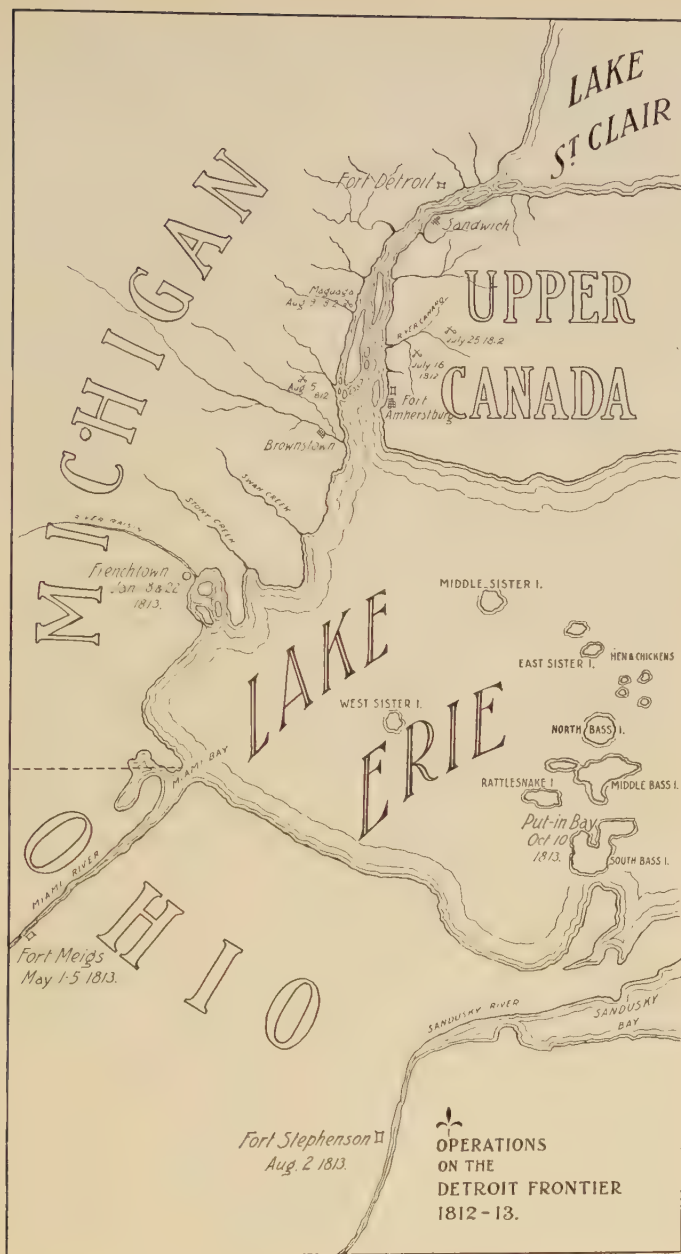 LAKE
ST CLAIR
MICHIGAN
Fort Detroit
Sandwich
UPPER
CANADA
Maguaga
Aug 9
RIVER CANARD
July 25 18·2
July 16
1812
Aug 5
1812
Fort
Amherstburg
Brownstown
SWAN CREEK
STONY CREEK
RIVER RAISIN
Frenchtown
Jan 8 & 22
1813.
MIDDLE SISTER I.
EAST SISTER I.
HEN & CHICKENS
LAKE
ERIE
WEST SISTER I.
NORTH BASS I.
RATTLESNAKE I
MIDDLE BASS I.
Put-in Bay
Oct 10
1813.
SOUTH BASS I.
MIAMI BAY
MIAMI RIVER
OHIO
Fort Meigs
May 1-5 1813.
SANDUSKY RIVER
SANDUSKY
BAY
Fort Stephenson
Aug. 2 1813.
OPERATIONS
ON THE
DETROIT FRONTIER
1812-13.